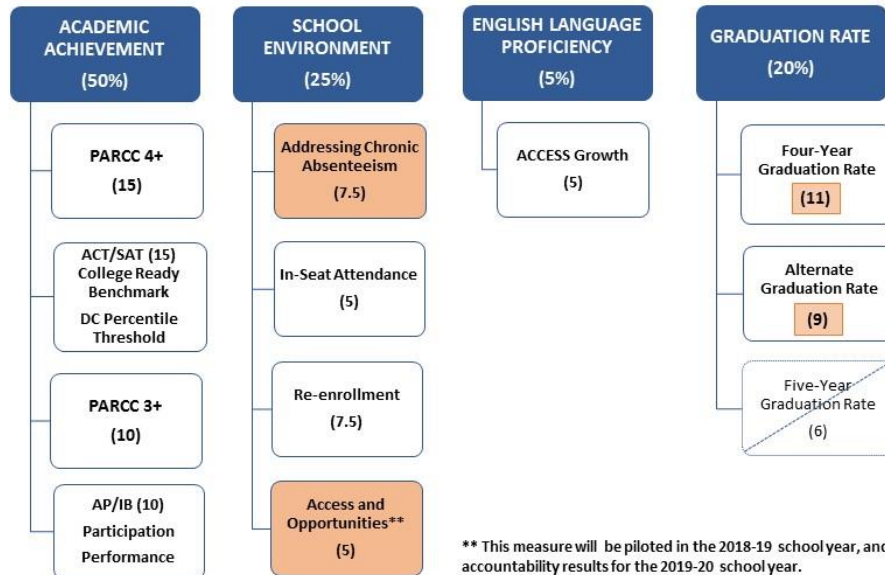 ACADEMIC
ACHIEVEMENT
(50%)
PARCC 4+
(15)
ACT/SAT (15)
College Ready
Benchmark
DC Percentile
Threshold
PARCC 3+
(10)
AP/IB (10)
Participation
Performance
SCHOOL
ENVIRONMENT
(25%)
Addressing Chronic
Absenteeism
(7.5)
In-Seat Attendance
(5)
Re-enrollment
(7.5)
Access and
Opportunities**
(5)
ENGLISH LANGUAGE
PROFICIENCY
(5%)
ACCESS Growth
(5)
GRADUATION RATE
(20%)
Four-Year
Graduation Rate
(11)
Alternate
Graduation Rate
(9)
Five-Year
Graduation Rate
(6)
** This measure will be piloted in the 2018-19 school year, and
accountability results for the 2019-20 school year.